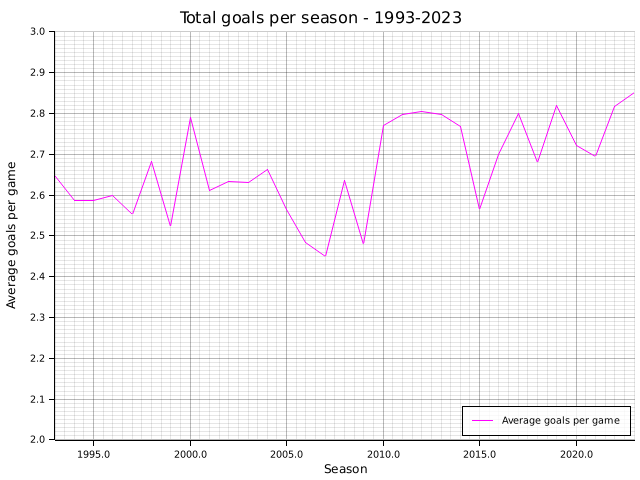 Total goals per season - 1993-2023
3.0
2.9
2.8
2.7
2.6
2.5
2.4
2.3
2.2
2.1
2.0
Average goals per game
Average goals per game
1995.0 2000.0 2005.0 2010.0 2015.0 2020.0
Season